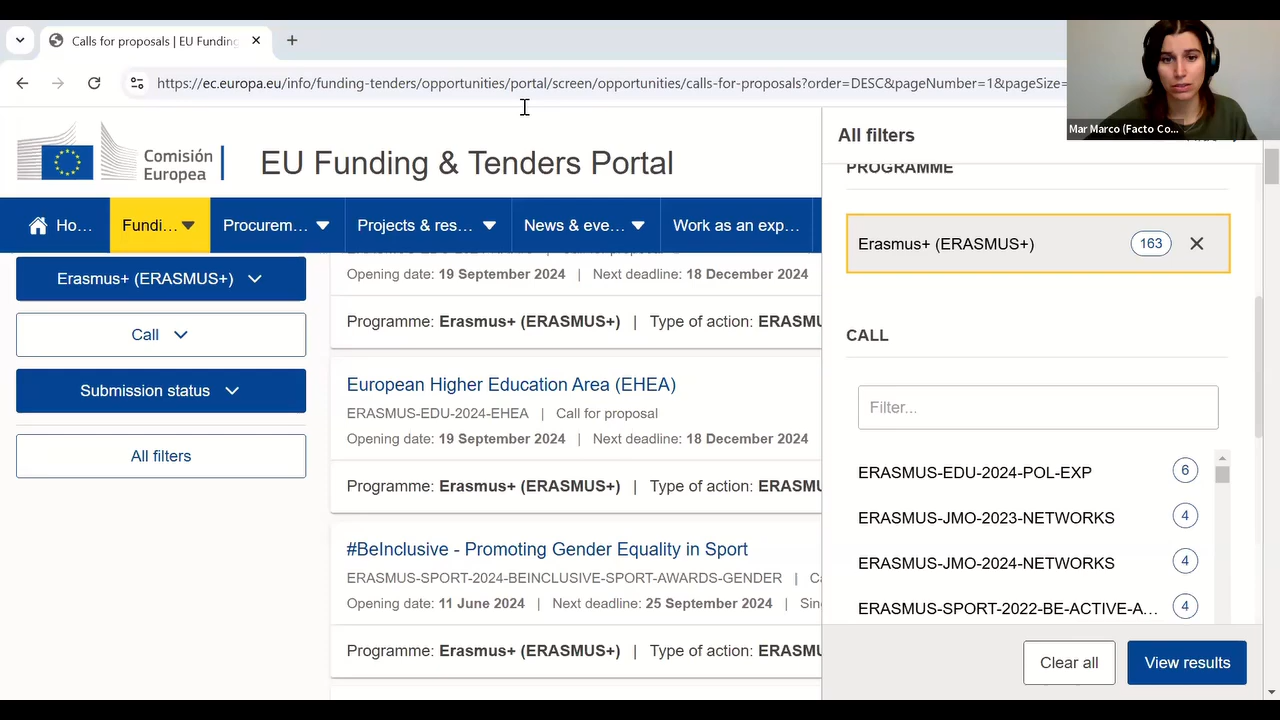 Calls for proposals | EU Funding
https://ec.europa.eu/info/funding-tenders/opportunities/portal/screen/opportunities/calls-for-proposals?order=DESC&pageNumber=1&pageSize=
Mar Marco (Facto Co...
Comisión
Europea
EU Funding & Tenders Portal
Ho...
Fundi...
Procurem...
Projects & res...
News & eve...
Work as an exp...
Erasmus+ (ERASMUS+)
Call
Submission status
All filters
Opening date: 19 September 2024 | Next deadline: 18 December 2024
Programme: Erasmus+ (ERASMUS+) | Type of action: ERASMU
European Higher Education Area (EHEA)
ERASMUS-EDU-2024-EHEA | Call for proposal
Opening date: 19 September 2024 | Next deadline: 18 December 2024
Programme: Erasmus+ (ERASMUS+) | Type of action: ERASMU
#BeInclusive - Promoting Gender Equality in Sport
ERASMUS-SPORT-2024-BEINCLUSIVE-SPORT-AWARDS-GENDER | Ca
Opening date: 11 June 2024 | Next deadline: 25 September 2024 | Sin
Programme: Erasmus+ (ERASMUS+) | Type of action: ERASMU
All filters
PROGRAMME
Erasmus+ (ERASMUS+) 163
CALL
Filter...
ERASMUS-EDU-2024-POL-EXP 6
ERASMUS-JMO-2023-NETWORKS 4
ERASMUS-JMO-2024-NETWORKS 4
ERASMUS-SPORT-2022-BE-ACTIVE-A... 4
Clear all
View results